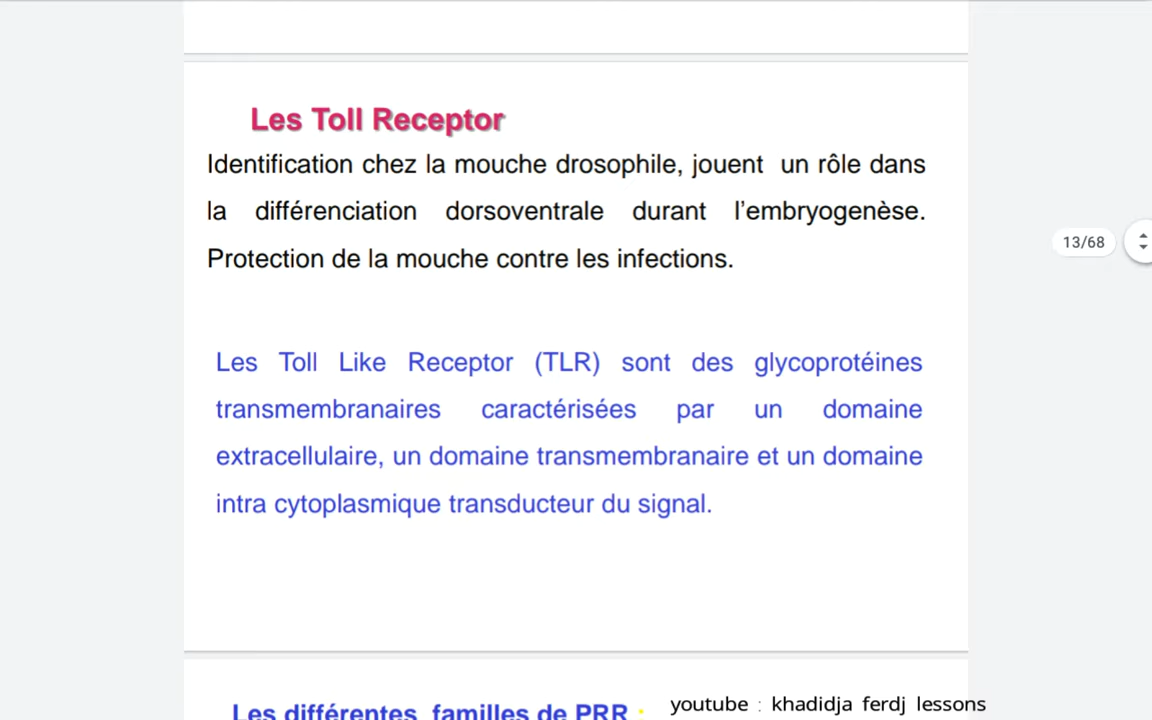 Les Toll Receptor
Identification chez la mouche drosophile, jouent un rôle dans
la différenciation dorsoventrale durant l’embryogenèse.
Protection de la mouche contre les infections.
13/68
Les Toll Like Receptor (TLR) sont des glycoprotéines
transmembranaires caractérisées par un domaine
extracellulaire, un domaine transmembranaire et un domaine
intra cytoplasmique transducteur du signal.
Les différentes familles de PRR :
youtube : khadidja ferdj lessons